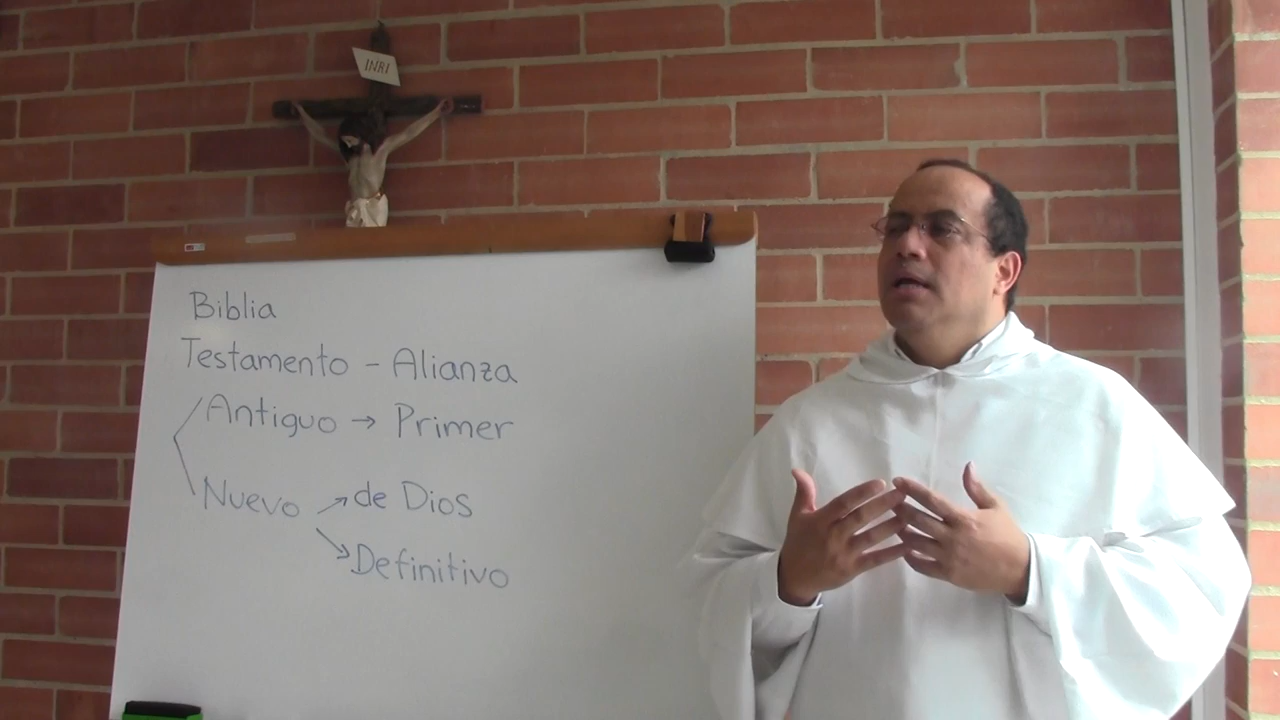 INRI
Biblia
Testamento - Alianza
Antiguo → Primer
Nuevo → de Dios
→ Definitivo